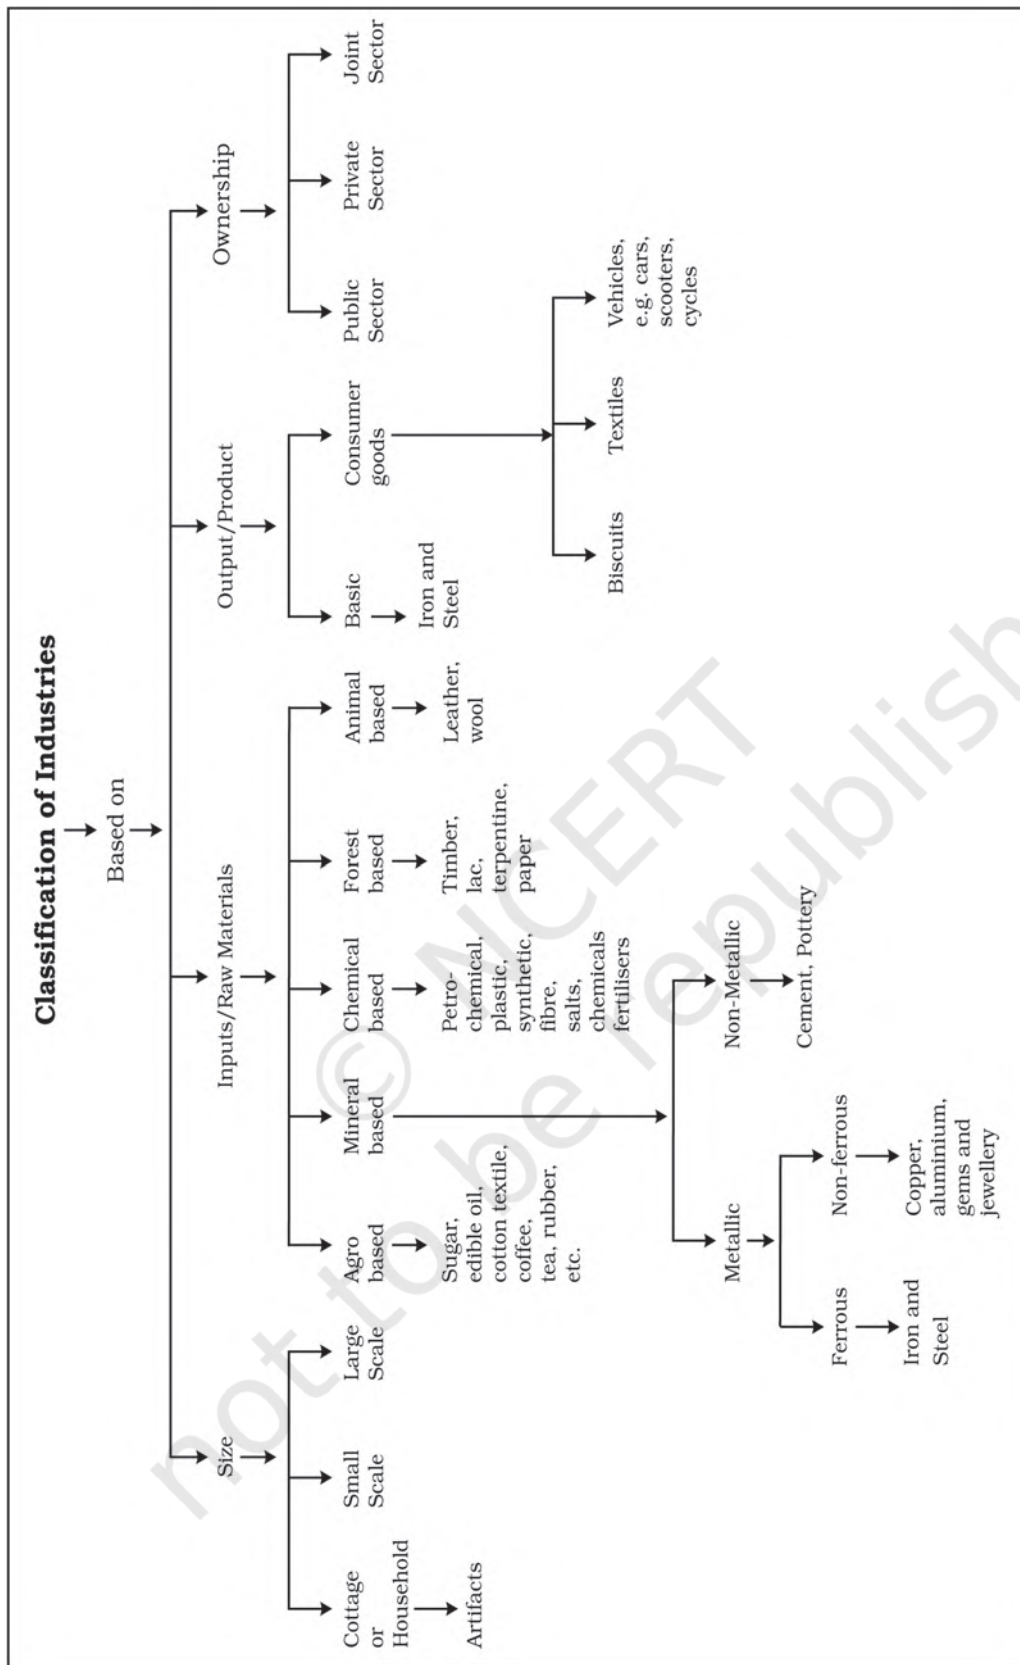 Classification of Industries
Based on
Size
Inputs/Raw Materials
Output/Product
Ownership
Cottage
or
Household
Small
Scale
Large
Scale
Agro
based
Mineral
based
Chemical
based
Forest
based
Animal
based
Basic
Consumer
goods
Public
Sector
Private
Sector
Joint
Sector
Artifacts
Sugar,
edible oil,
cotton textile,
coffee,
tea, rubber,
etc.
Petro-
chemical,
plastic,
synthetic,
fibre,
salts,
chemicals
fertilisers
Timber,
lac,
terpentine,
paper
Leather,
wool
Iron and
Steel
Biscuits
Textiles
Vehicles,
e.g. cars,
scooters,
cycles
Metallic
Non-Metallic
Cement, Pottery
Ferrous
Non-ferrous
Iron and
Steel
Copper,
aluminium,
gems and
jewellery
© NCERT
not to be republish